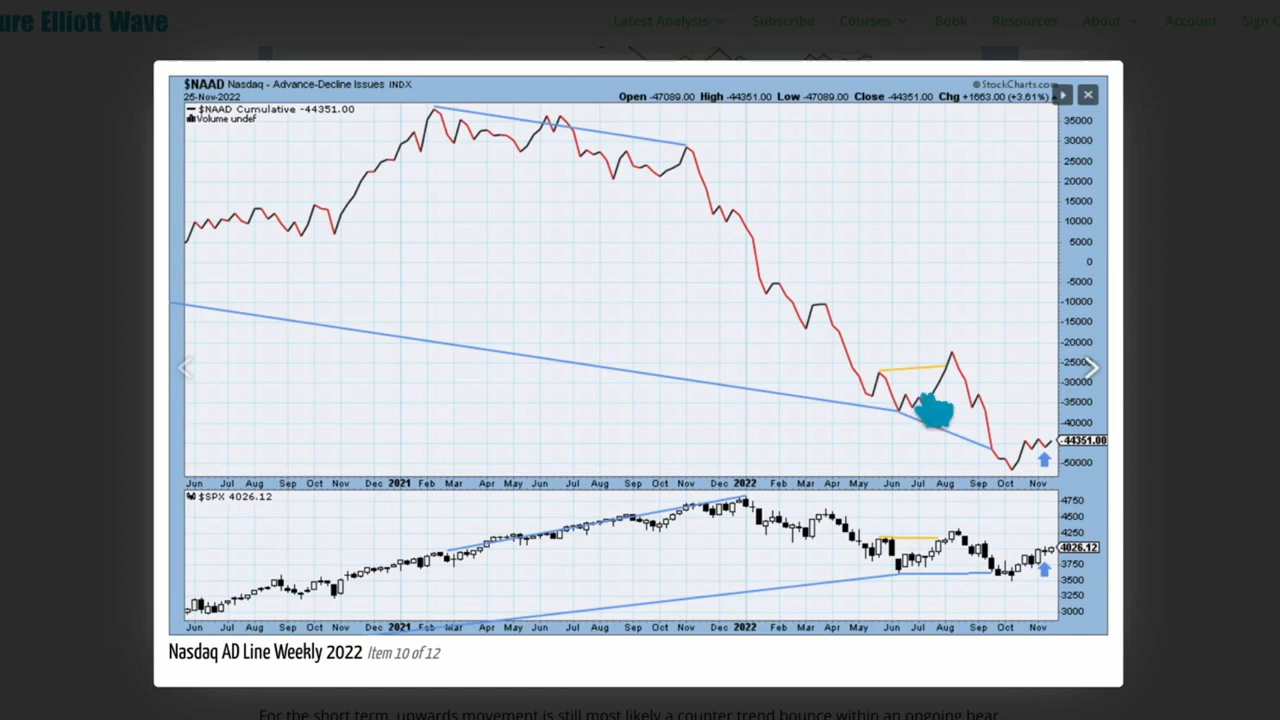 ure Elliott Wave
Latest Analysis Subscribe Courses Book Resources About Account Sign
$NAAD Nasdaq - Advance-Decline Issues INDX
© StockCharts.com
25-Nov-2022
Open -47089.00 High -44351.00 Low -47089.00 Close -44351.00 Chg +1663.00 (+3.61%)
$NAAD Cumulative -44351.00
Volume undef
35000
30000
25000
20000
15000
10000
5000
0
-5000
-10000
-15000
-20000
-25000
-30000
-35000
-40000
-44351.00
-50000
Jun Jul Aug Sep Oct Nov Dec 2021 Feb Mar Apr May Jun Jul Aug Sep Oct Nov Dec 2022 Feb Mar Apr May Jun Jul Aug Sep Oct Nov
$SPX 4026.12
4750
4500
4250
4026.12
3750
3500
3250
3000
Jun Jul Aug Sep Oct Nov Dec 2021 Feb Mar Apr May Jun Jul Aug Sep Oct Nov Dec 2022 Feb Mar Apr May Jun Jul Aug Sep Oct Nov
Nasdaq AD Line Weekly 2022 Item 10 of 12
For the short term, upwards movement is still most likely a counter trend bounce within an ongoing bear